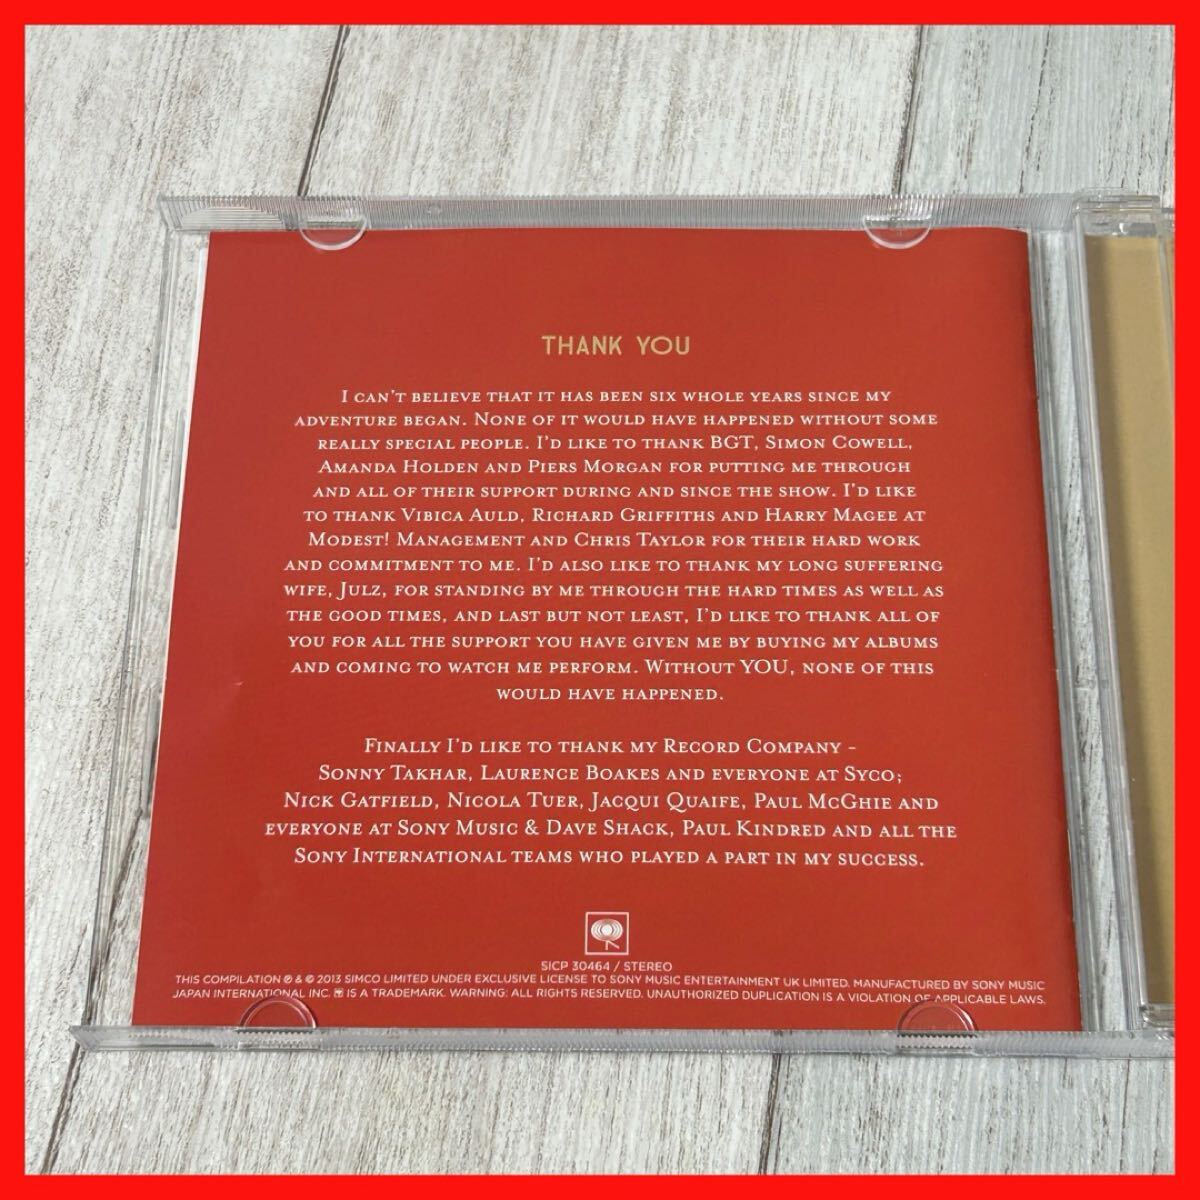 THANK YOU
I CAN'T BELIEVE THAT IT HAS BEEN SIX WHOLE YEARS SINCE MY
ADVENTURE BEGAN. NONE OF IT WOULD HAVE HAPPENED WITHOUT SOME
REALLY SPECIAL PEOPLE. I'D LIKE TO THANK BGT, SIMON COWELL,
AMANDA HOLDEN AND PIERS MORGAN FOR PUTTING ME THROUGH
AND ALL OF THEIR SUPPORT DURING AND SINCE THE SHOW. I'D LIKE
TO THANK VIBICA AULD, RICHARD GRIFFITHS AND HARRY MAGEE AT
MODEST! MANAGEMENT AND CHRIS TAYLOR FOR THEIR HARD WORK
AND COMMITMENT TO ME. I'D ALSO LIKE TO THANK MY LONG SUFFERING
WIFE, JULZ, FOR STANDING BY ME THROUGH THE HARD TIMES AS WELL AS
THE GOOD TIMES, AND LAST BUT NOT LEAST, I'D LIKE TO THANK ALL OF
YOU FOR ALL THE SUPPORT YOU HAVE GIVEN ME BY BUYING MY ALBUMS
AND COMING TO WATCH ME PERFORM. WITHOUT YOU, NONE OF THIS
WOULD HAVE HAPPENED.
FINALLY I'D LIKE TO THANK MY RECORD COMPANY –
SONNY TAKHAR, LAURENCE BOAKES AND EVERYONE AT SYCO;
NICK GATFIELD, NICOLA TUER, JACQUI QUAIFE, PAUL MCGHIE AND
EVERYONE AT SONY MUSIC & DAVE SHACK, PAUL KINDRED AND ALL THE
SONY INTERNATIONAL TEAMS WHO PLAYED A PART IN MY SUCCESS.
SICP 30464 / STEREO
THIS COMPILATION ℗ & © 2013 SIMCO LIMITED UNDER EXCLUSIVE LICENSE TO SONY MUSIC ENTERTAINMENT UK LIMITED. MANUFACTURED BY SONY MUSIC
JAPAN INTERNATIONAL INC. IS A TRADEMARK. WARNING: ALL RIGHTS RESERVED. UNAUTHORIZED DUPLICATION IS A VIOLATION OF APPLICABLE LAWS.